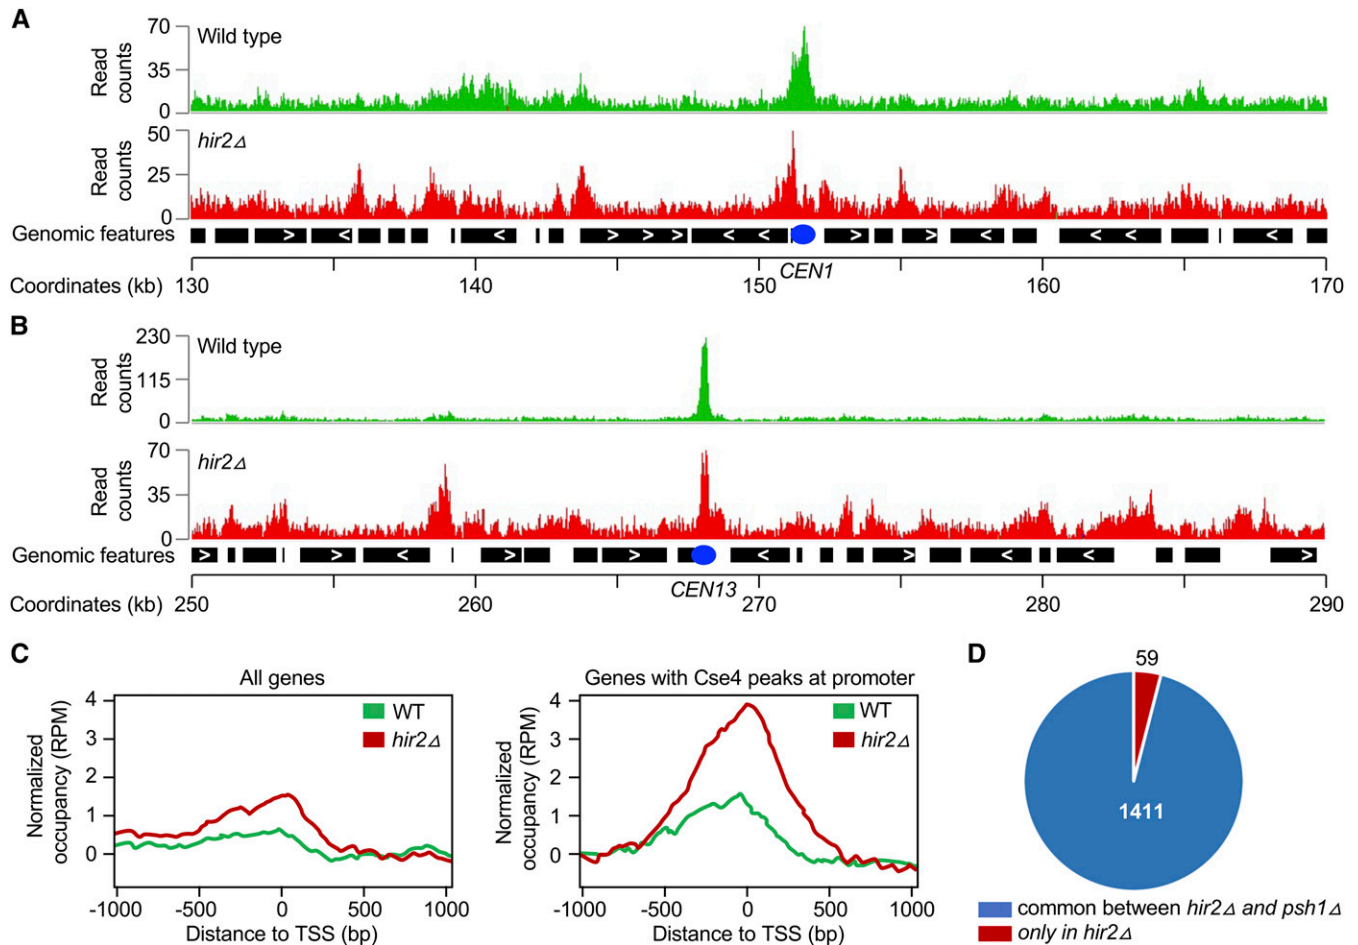 A
Wild type
Read counts
70
35
0
hir2Δ
Read counts
50
25
0
Genomic features
> < < > > > < < > > < < < <
CEN1
Coordinates (kb)
130 140 150 160 170
B
Wild type
Read counts
230
115
0
hir2Δ
Read counts
70
35
0
Genomic features
> > < > > < > < < >
CEN13
Coordinates (kb)
250 260 270 280 290
C
All genes
Normalized
occupancy (RPM)
4
3
2
1
0
WT
hir2Δ
-1000 -500 0 500 1000
Distance to TSS (bp)
Genes with Cse4 peaks at promoter
Normalized
occupancy (RPM)
4
3
2
1
0
WT
hir2Δ
-1000 -500 0 500 1000
Distance to TSS (bp)
D
59
1411
common between hir2Δ and psh1Δ
only in hir2Δ